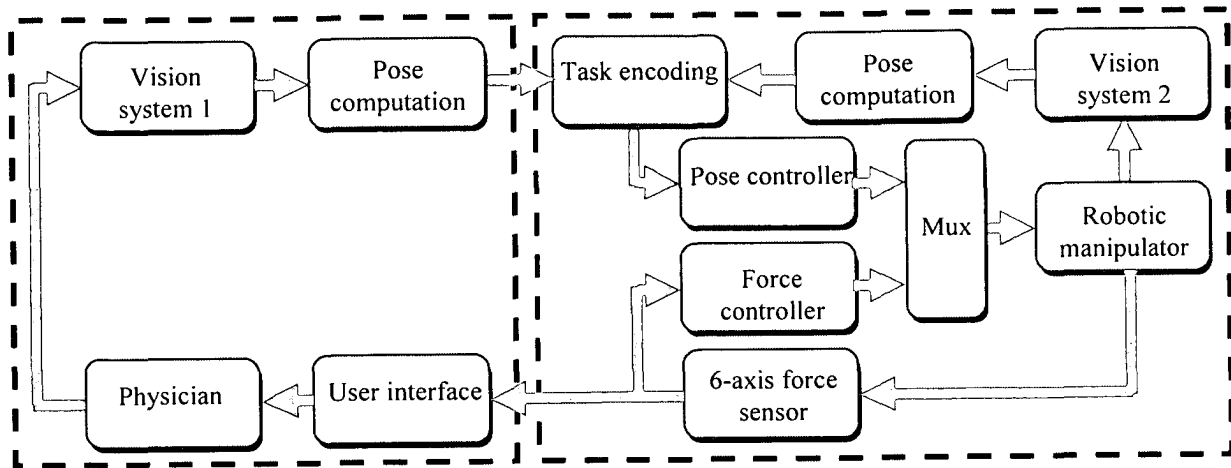 Vision
system 1
Pose
computation
Task encoding
Pose
computation
Vision
system 2
Pose controller
Mux
Robotic
manipulator
Force
controller
Physician
User interface
6-axis force
sensor